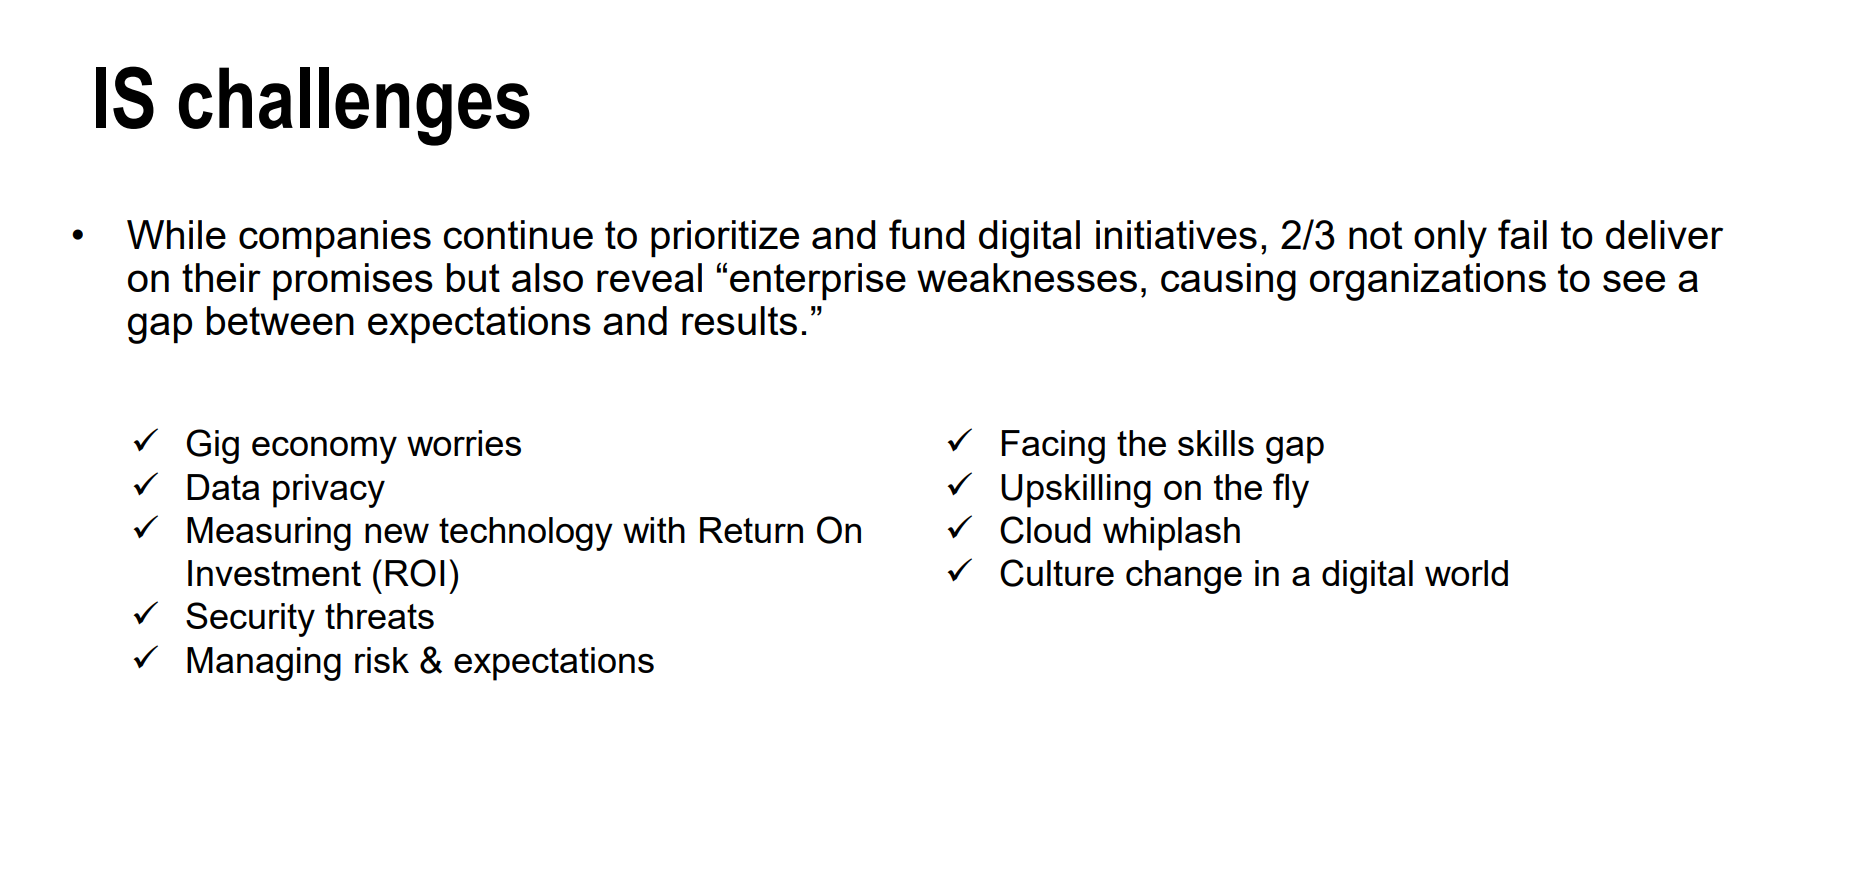 IS challenges
• While companies continue to prioritize and fund digital initiatives, 2/3 not only fail to deliver
on their promises but also reveal “enterprise weaknesses, causing organizations to see a
gap between expectations and results.”
✓ Gig economy worries
✓ Data privacy
✓ Measuring new technology with Return On
Investment (ROI)
✓ Security threats
✓ Managing risk & expectations
✓ Facing the skills gap
✓ Upskilling on the fly
✓ Cloud whiplash
✓ Culture change in a digital world